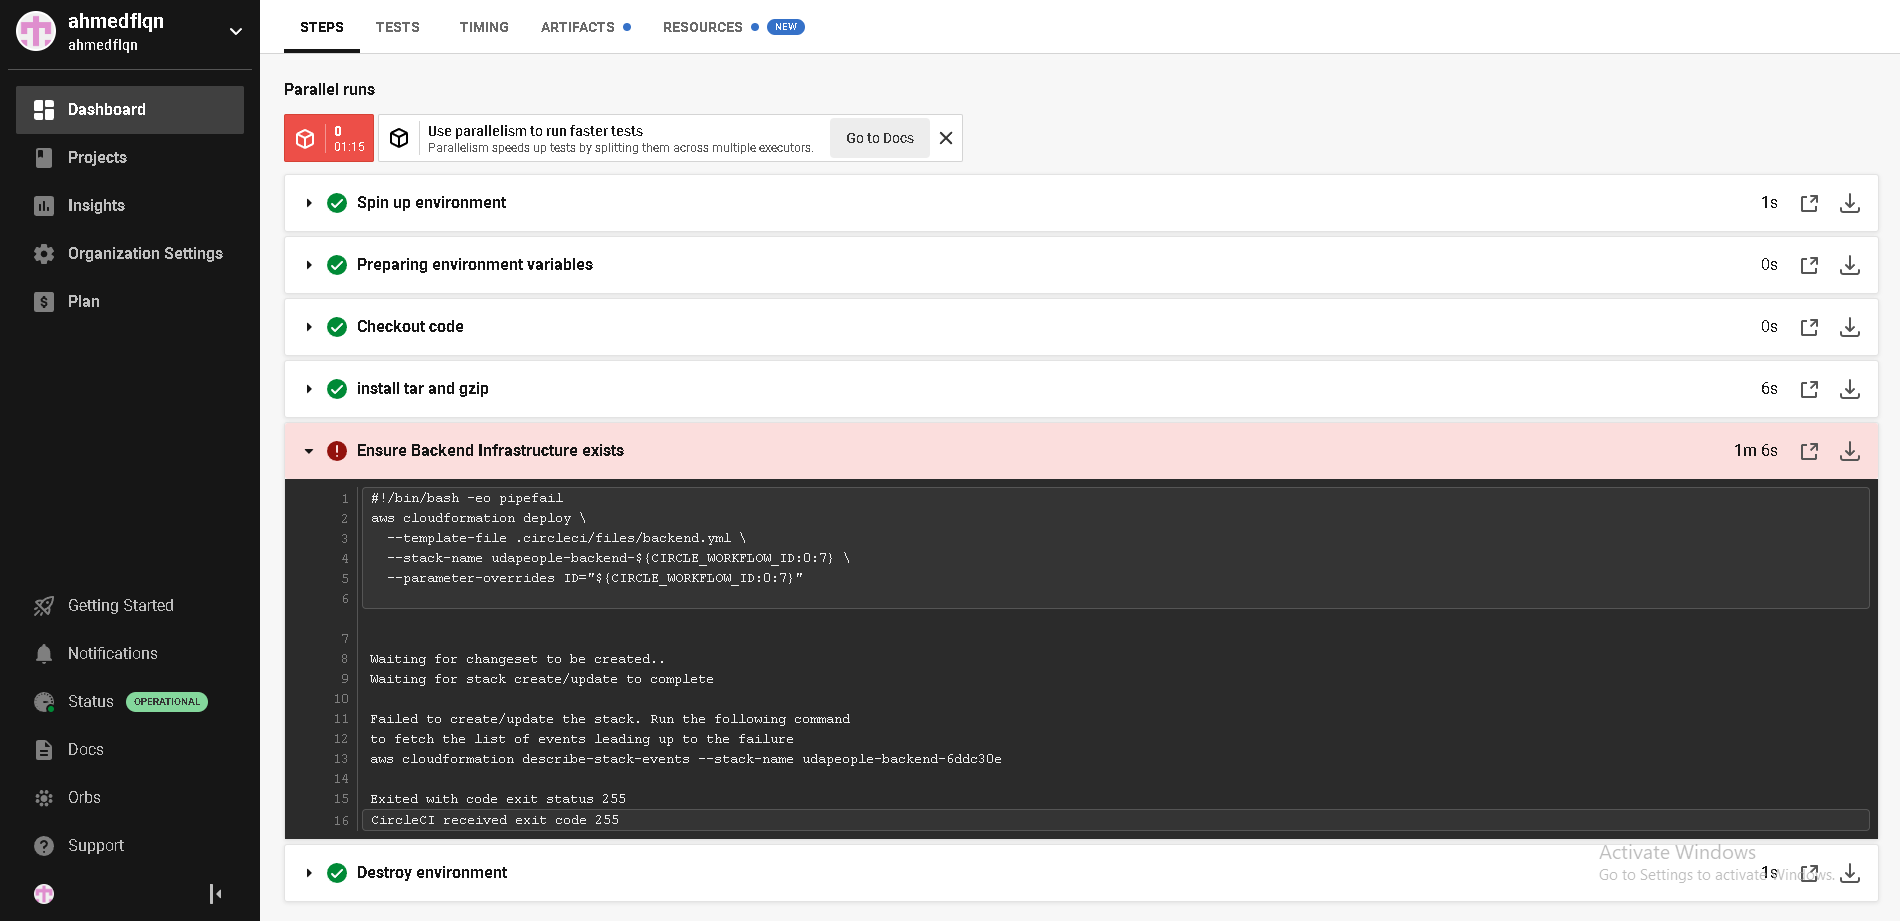 ahmedflqn
ahmedflqn
Dashboard
Projects
Insights
Organization Settings
Plan
Getting Started
Notifications
Status OPERATIONAL
Docs
Orbs
Support
STEPS TESTS TIMING ARTIFACTS RESOURCES NEW
Parallel runs
0
01:15
Use parallelism to run faster tests
Parallelism speeds up tests by splitting them across multiple executors.
Go to Docs
Spin up environment 1s
Preparing environment variables 0s
Checkout code 0s
install tar and gzip 6s
Ensure Backend Infrastructure exists 1m 6s
1 #!/bin/bash -eo pipefail
2 aws cloudformation deploy \
3 --template-file .circleci/files/backend.yml \
4 --stack-name udapeople-backend-${CIRCLE_WORKFLOW_ID:0:7} \
5 --parameter-overrides ID="${CIRCLE_WORKFLOW_ID:0:7}"
6
7
8 Waiting for changeset to be created..
9 Waiting for stack create/update to complete
10
11 Failed to create/update the stack. Run the following command
12 to fetch the list of events leading up to the failure
13 aws cloudformation describe-stack-events --stack-name udapeople-backend-6ddc30e
14
15 Exited with code exit status 255
16 CircleCI received exit code 255
Destroy environment 1s
Activate Windows
Go to Settings to activate Windows.